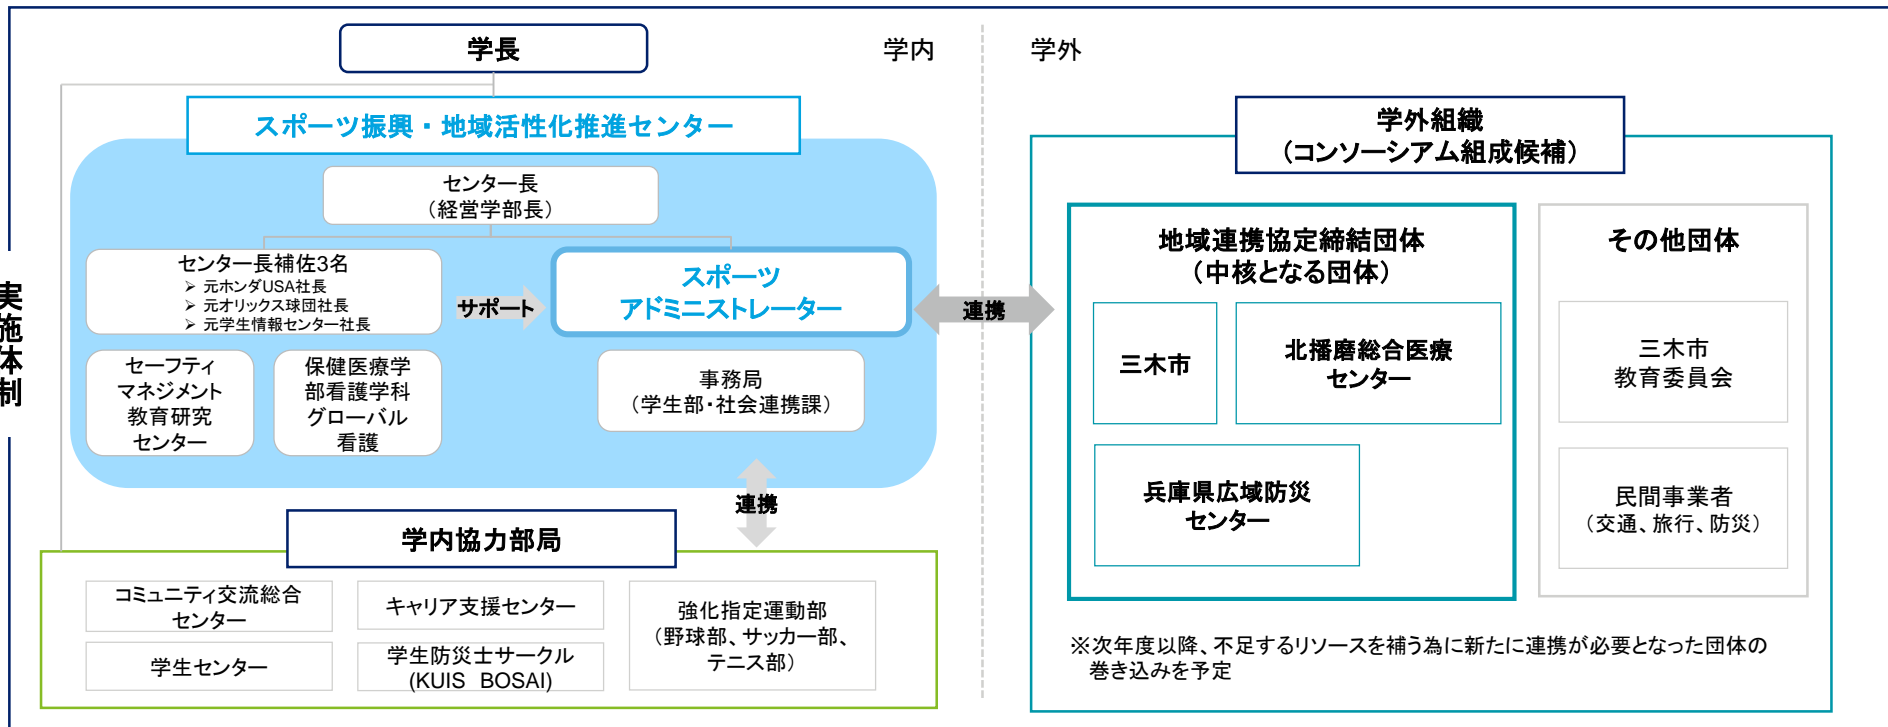 実施体制
学長
学内
学外
スポーツ振興・地域活性化推進センター
センター長
（経営学部長）
センター長補佐3名
➢ 元ホンダUSA社長
➢ 元オリックス球団社長
➢ 元学生情報センター社長
サポート
スポーツ
アドミニストレーター
連携
セーフティ
マネジメント
教育研究
センター
保健医療学
部看護学科
グローバル
看護
事務局
（学生部・社会連携課）
連携
学内協力部局
コミュニティ交流総合
センター
キャリア支援センター
強化指定運動部
（野球部、サッカー部、
テニス部）
学生センター
学生防災士サークル
(KUIS BOSAI)
学外組織
（コンソーシアム組成候補）
地域連携協定締結団体
（中核となる団体）
三木市
北播磨総合医療
センター
兵庫県広域防災
センター
その他団体
三木市
教育委員会
民間事業者
（交通、旅行、防災）
※次年度以降、不足するリソースを補う為に新たに連携が必要となった団体の
巻き込みを予定